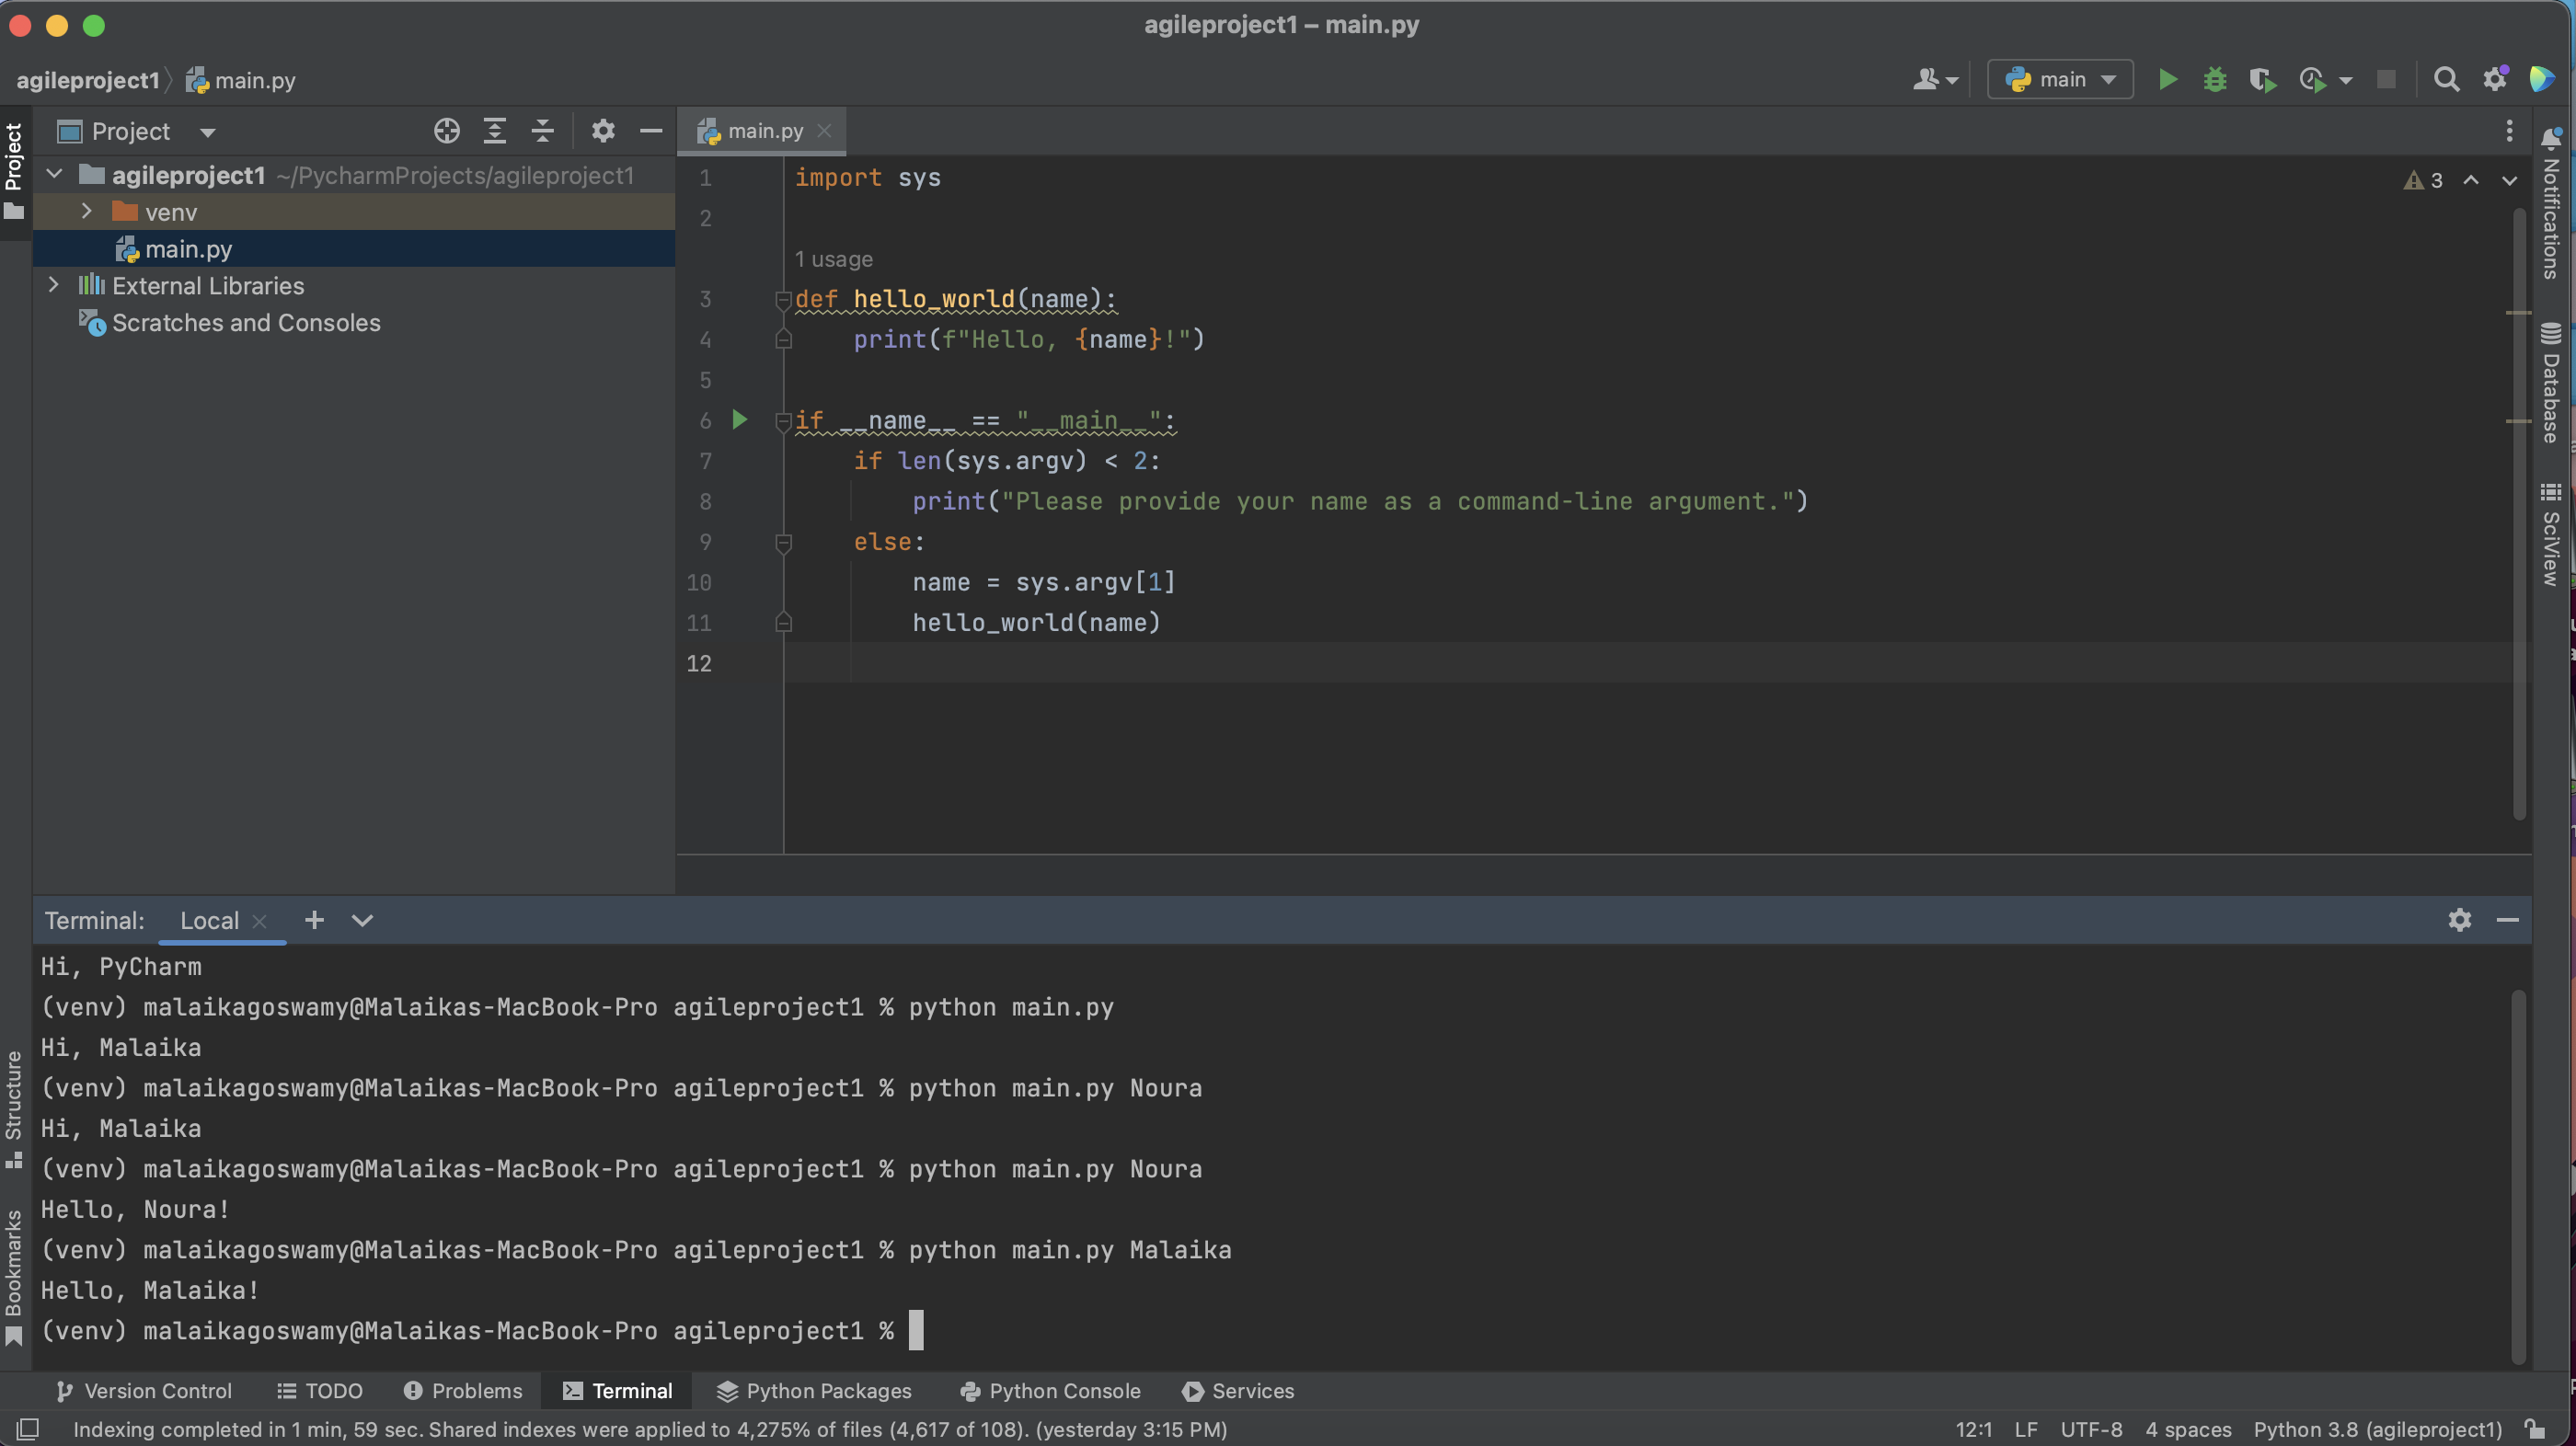 agileproject1 – main.py
agileproject1 main.py
main
Project
main.py
Project
agileproject1 ~/PycharmProjects/agileproject1
venv
main.py
External Libraries
Scratches and Consoles
1 import sys
3
2
1 usage
3 def hello_world(name):
4 print(f"Hello, {name}!")
5
6 if __name__ == "__main__":
7 if len(sys.argv) < 2:
8 print("Please provide your name as a command-line argument.")
9 else:
10 name = sys.argv[1]
11 hello_world(name)
12
Notifications
Database
SciView
Terminal: Local
Hi, PyCharm
(venv) malaikagoswamy@Malaikas-MacBook-Pro agileproject1 % python main.py
Hi, Malaika
(venv) malaikagoswamy@Malaikas-MacBook-Pro agileproject1 % python main.py Noura
Hi, Malaika
(venv) malaikagoswamy@Malaikas-MacBook-Pro agileproject1 % python main.py Noura
Hello, Noura!
(venv) malaikagoswamy@Malaikas-MacBook-Pro agileproject1 % python main.py Malaika
Hello, Malaika!
(venv) malaikagoswamy@Malaikas-MacBook-Pro agileproject1 %
Structure
Bookmarks
Version Control TODO Problems Terminal Python Packages Python Console Services
Indexing completed in 1 min, 59 sec. Shared indexes were applied to 4,275% of files (4,617 of 108). (yesterday 3:15 PM) 12:1 LF UTF-8 4 spaces Python 3.8 (agileproject1)